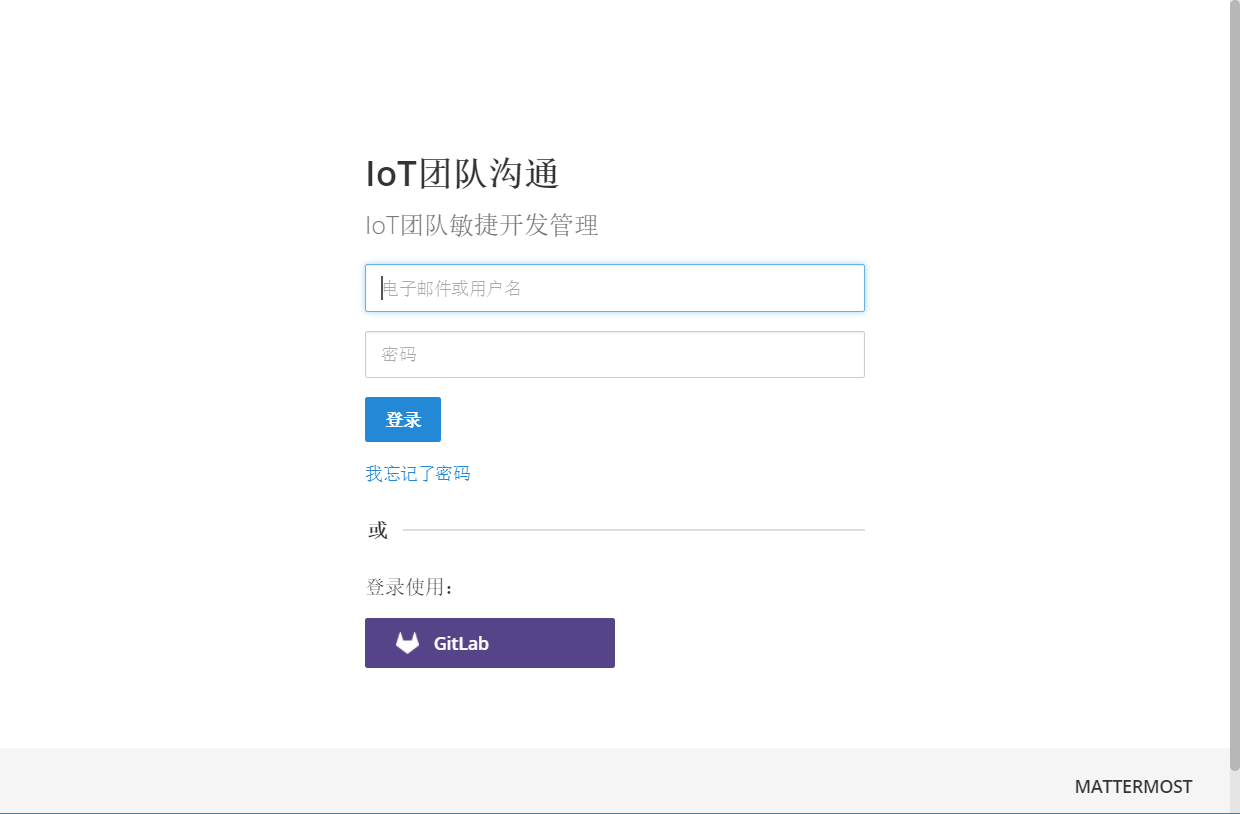 IoT团队沟通
IoT团队敏捷开发管理
电子邮件或用户名
密码
登录
我忘记了密码
或
登录使用：
GitLab
MATTERMOST